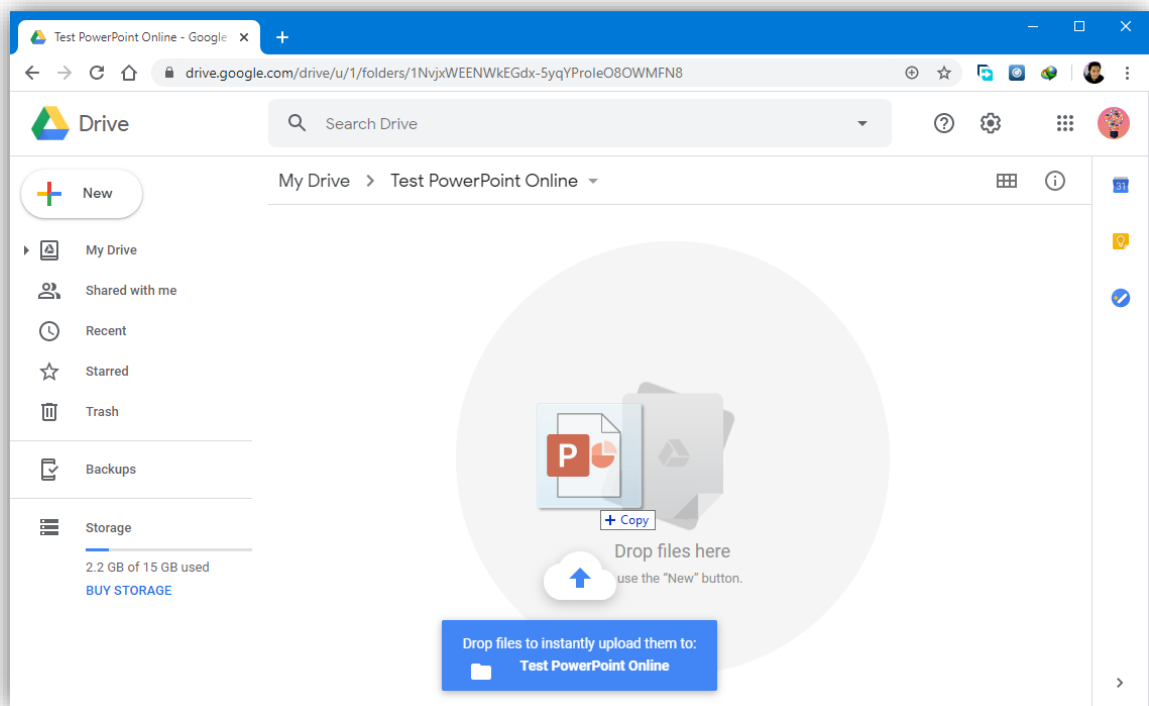 Test PowerPoint Online - Google
drive.google.com/drive/u/1/folders/1NvjxWEENWkEGdx-5yqYProleO8OWMFN8
Drive
Search Drive
New
My Drive > Test PowerPoint Online
31
My Drive
Shared with me
Recent
Starred
Trash
Backups
Storage
2.2 GB of 15 GB used
BUY STORAGE
P
+ Copy
Drop files here
use the “New” button.
Drop files to instantly upload them to:
Test PowerPoint Online